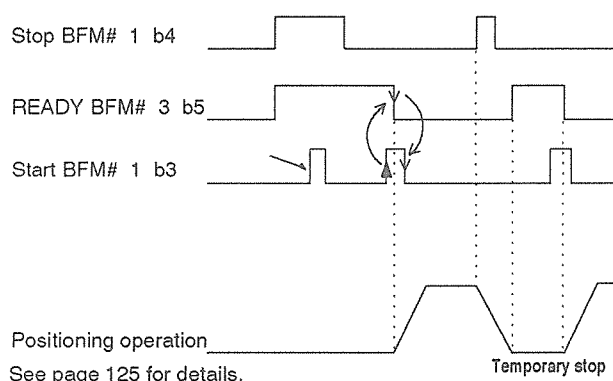 Stop BFM# 1 b4
READY BFM# 3 b5
Start BFM# 1 b3
Positioning operation
Temporary stop
See page 125 for details.